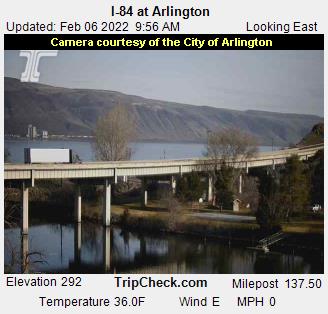 I-84 at Arlington
Updated: Feb 06 2022 9:56 AM Looking East
Camera courtesy of the City of Arlington
Elevation 292 TripCheck.com Milepost 137.50
Temperature 36.0F Wind E MPH 0